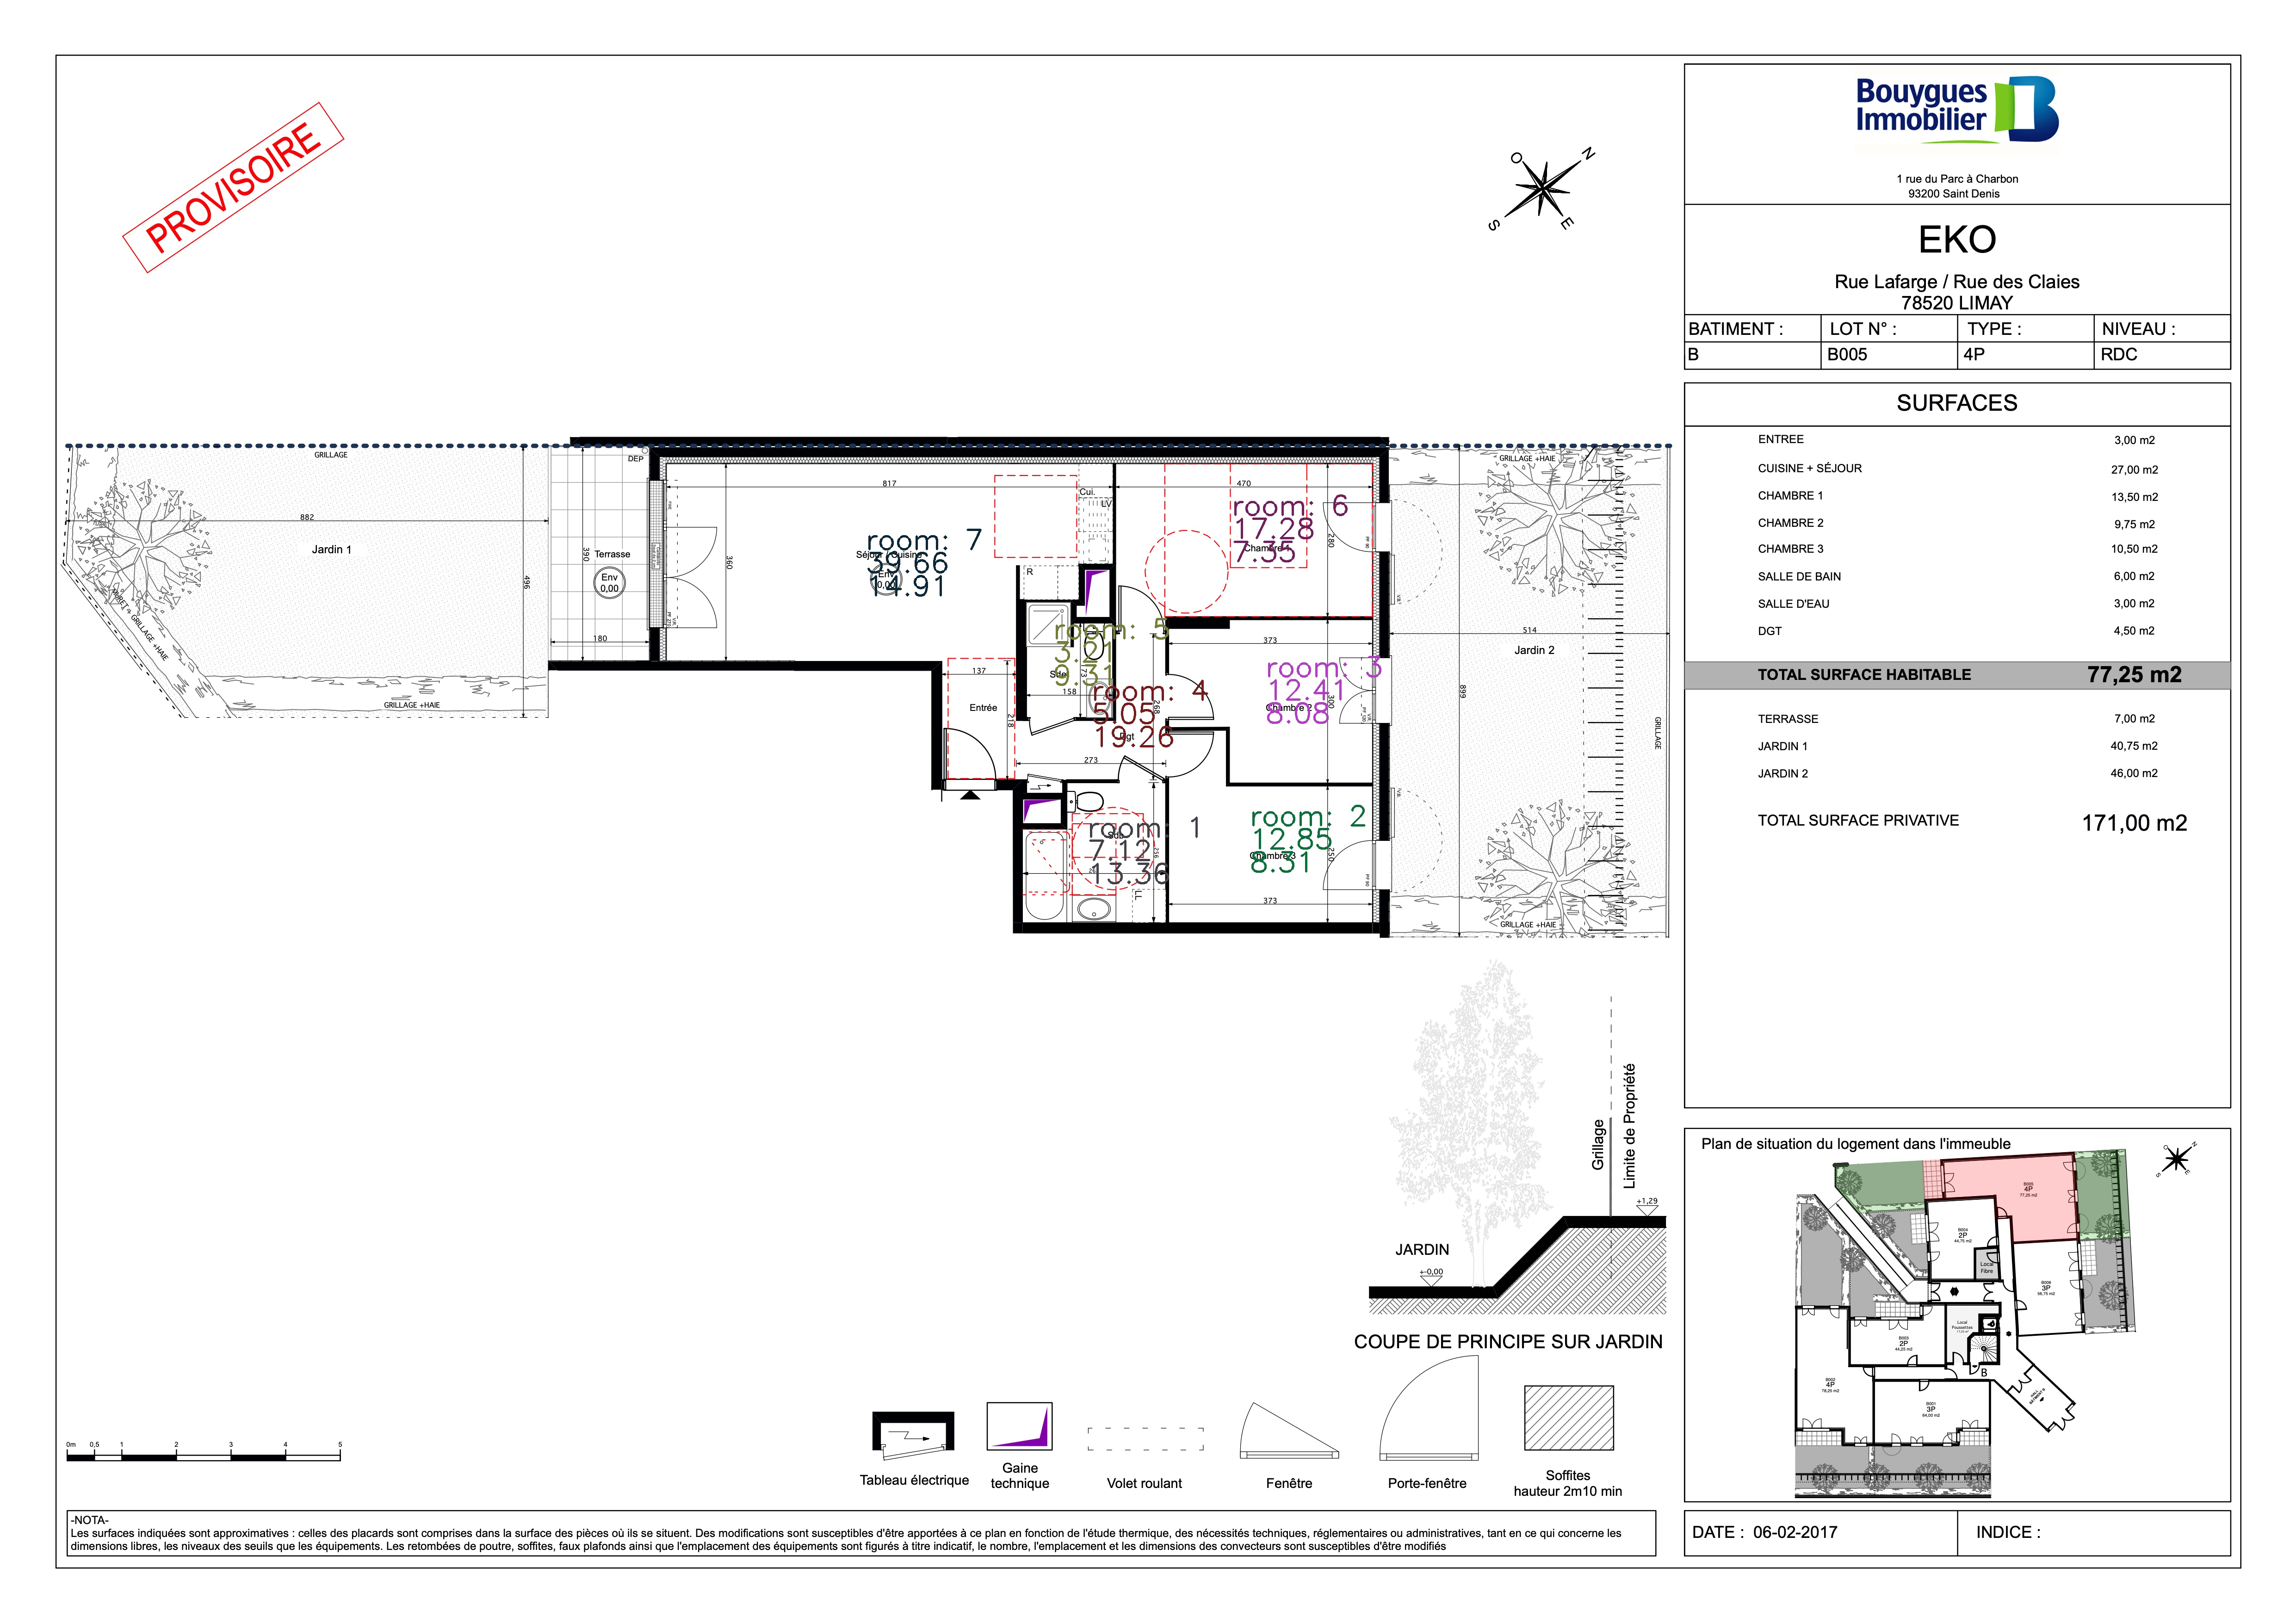 PROVISOIRE
O N
S E
Bouygues
Immobilier
1 rue du Parc à Charbon
93200 Saint Denis
EKO
Rue Lafarge / Rue des Claies
78520 LIMAY
BATIMENT : LOT N° : TYPE : NIVEAU :
B B005 4P RDC
SURFACES
ENTREE 3,00 m2
CUISINE + SÉJOUR 27,00 m2
CHAMBRE 1 13,50 m2
CHAMBRE 2 9,75 m2
CHAMBRE 3 10,50 m2
SALLE DE BAIN 6,00 m2
SALLE D'EAU 3,00 m2
DGT 4,50 m2
TOTAL SURFACE HABITABLE 77,25 m2
TERRASSE 7,00 m2
JARDIN 1 40,75 m2
JARDIN 2 46,00 m2
TOTAL SURFACE PRIVATIVE 171,00 m2
GRILLAGE
DEP
GRILLAGE +HAIE
817
470
Cui.
LV
882
Jardin 1
390
Terrasse
Env
0,00
496
180
360
room: 7
39.66
14.91
R
room: 6
17.28
7.35
280
MURET + GRILLAGE +HAIE
GRILLAGE +HAIE
137
Entrée
218
room: 5
3.21
9.31
158
room: 4
5.05
19.26
268
273
373
room: 3
12.41
8.08
Chambre 2
300
514
Jardin 2
899
GRILLAGE
room: 1
7.12
13.36
256
LL
room: 2
12.85
8.31
Chambre 3
250
373
GRILLAGE +HAIE
Grillage
Limite de Propriété
+1,29
JARDIN
+-0,00
COUPE DE PRINCIPE SUR JARDIN
0m 0,5 1 2 3 4 5
Tableau électrique
Gaine
technique
Volet roulant
Fenêtre
Porte-fenêtre
Soffites
hauteur 2m10 min
Plan de situation du logement dans l'immeuble
B005
4P
77,25 m2
B004
2P
44,75 m2
Local
Fibre
B006
3P
56,75 m2
B003
2P
44,25 m2
Local
Poussettes
B002
4P
78,25 m2
B001
3P
64,00 m2
B
-NOTA-
Les surfaces indiquées sont approximatives : celles des placards sont comprises dans la surface des pièces où ils se situent. Des modifications sont susceptibles d'être apportées à ce plan en fonction de l'étude thermique, des nécessités techniques, réglementaires ou administratives, tant en ce qui concerne les
dimensions libres, les niveaux des seuils que les équipements. Les retombées de poutre, soffites, faux plafonds ainsi que l'emplacement des équipements sont figurés à titre indicatif, le nombre, l'emplacement et les dimensions des convecteurs sont susceptibles d'être modifiés
DATE : 06-02-2017 INDICE :